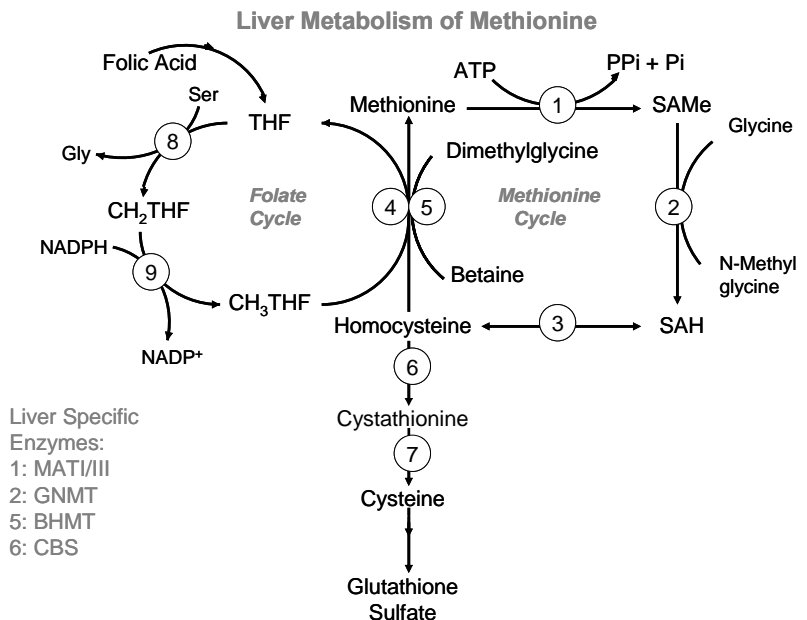 Liver Metabolism of Methionine
Folic Acid
Ser
THF
8
Gly
CH₂THF
NADPH
9
CH₃THF
NADP⁺
Folate
Cycle
Methionine
ATP
PPi + Pi
1
SAMe
Glycine
Dimethylglycine
4
5
Methionine
Cycle
2
Betaine
N-Methyl
glycine
Homocysteine
3
SAH
6
Cystathionine
7
Cysteine
Glutathione
Sulfate
Liver Specific
Enzymes:
1: MATI/III
2: GNMT
5: BHMT
6: CBS